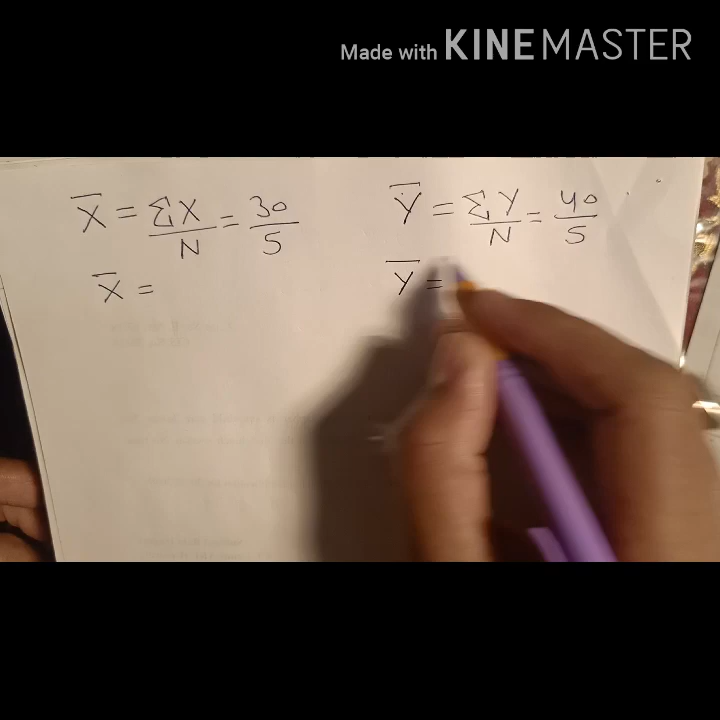 Made with KINEMASTER
X̄ = ΣX/N = 30/5
Ȳ = ΣY/N = 40/5
X̄ =
Ȳ =